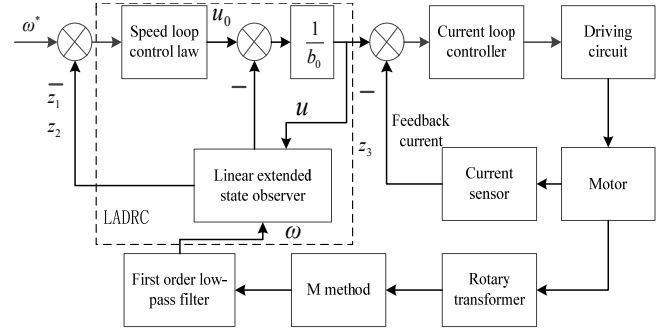 ω*
Speed loop
control law
u₀
1
b₀
Current loop
controller
Driving
circuit
−
z₁
z₂
−
u
−
z₃
Feedback
current
Linear extended
state observer
Current
sensor
Motor
LADRC
ω
First order low-
pass filter
M method
Rotary
transformer